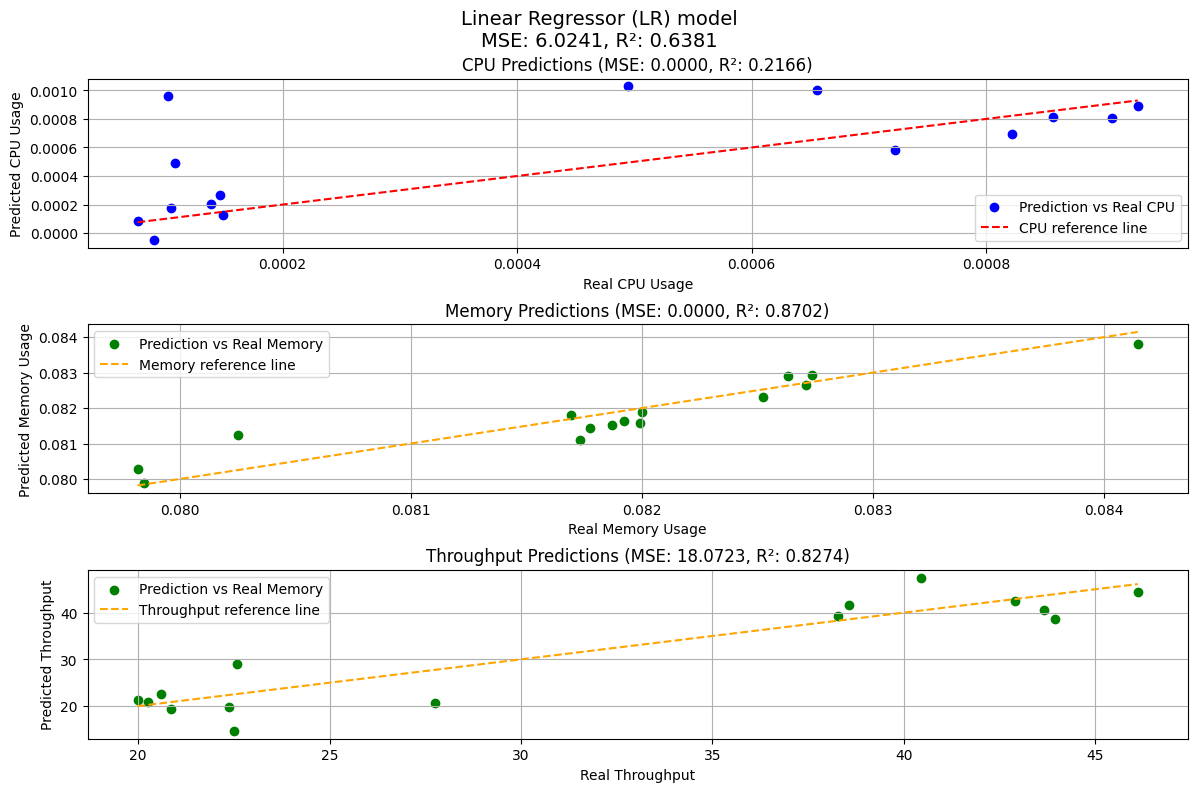 Linear Regressor (LR) model
MSE: 6.0241, R²: 0.6381
CPU Predictions (MSE: 0.0000, R²: 0.2166)
Predicted CPU Usage
0.0010
0.0008
0.0006
0.0004
0.0002
0.0000
Prediction vs Real CPU
CPU reference line
0.0002 0.0004 0.0006 0.0008
Real CPU Usage
Memory Predictions (MSE: 0.0000, R²: 0.8702)
Predicted Memory Usage
0.084
0.083
0.082
0.081
0.080
Prediction vs Real Memory
Memory reference line
0.080 0.081 0.082 0.083 0.084
Real Memory Usage
Throughput Predictions (MSE: 18.0723, R²: 0.8274)
Predicted Throughput
40
30
20
Prediction vs Real Memory
Throughput reference line
20 25 30 35 40 45
Real Throughput